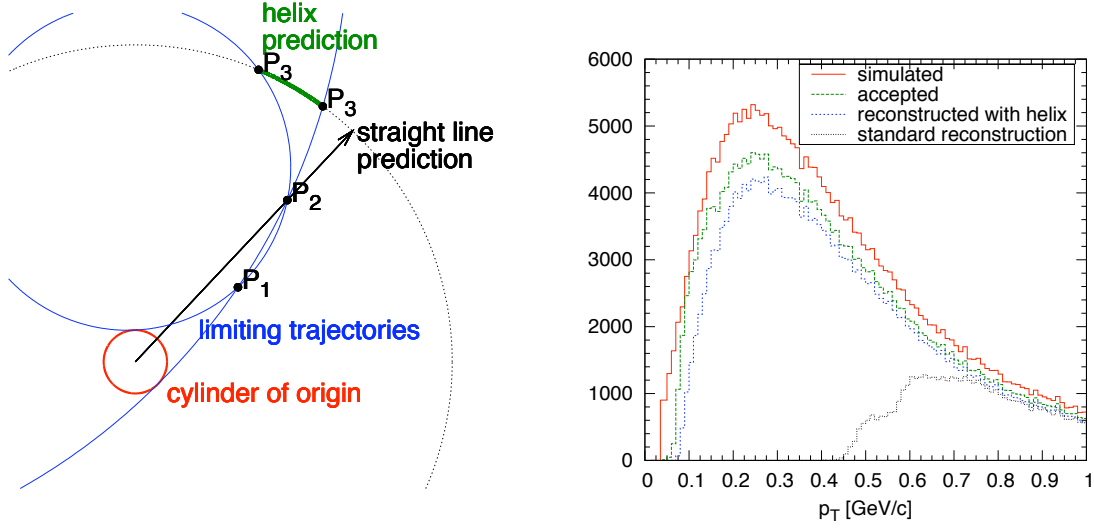 helix
prediction
P3
P3
straight line
prediction
P2
P1
limiting trajectories
cylinder of origin
6000
5000
4000
3000
2000
1000
0
simulated
accepted
reconstructed with helix
standard reconstruction
0 0.1 0.2 0.3 0.4 0.5 0.6 0.7 0.8 0.9 1
pT [GeV/c]